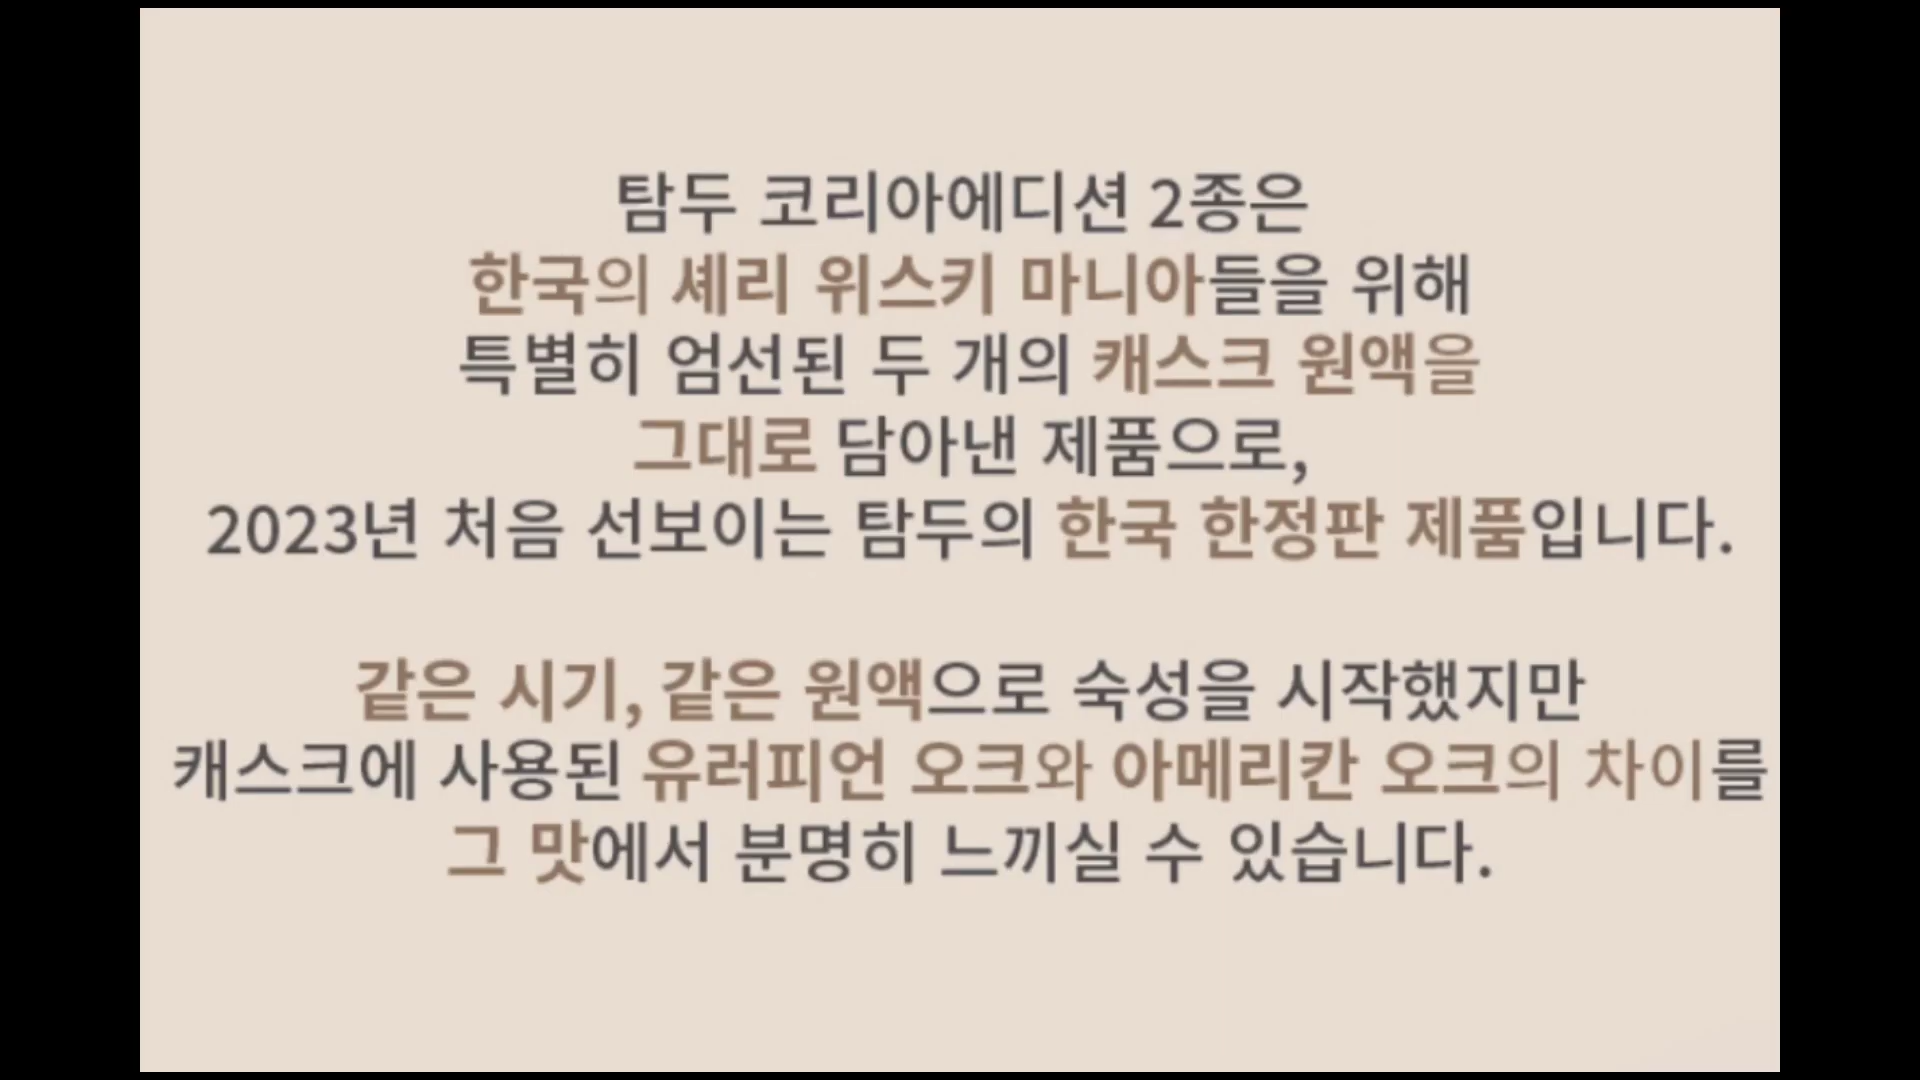 탐두 코리아에디션 2종은
한국의 셰리 위스키 마니아들을 위해
특별히 엄선된 두 개의 캐스크 원액을
그대로 담아낸 제품으로,
2023년 처음 선보이는 탐두의 한국 한정판 제품입니다.
같은 시기, 같은 원액으로 숙성을 시작했지만
캐스크에 사용된 유러피언 오크와 아메리칸 오크의 차이를
그 맛에서 분명히 느끼실 수 있습니다.